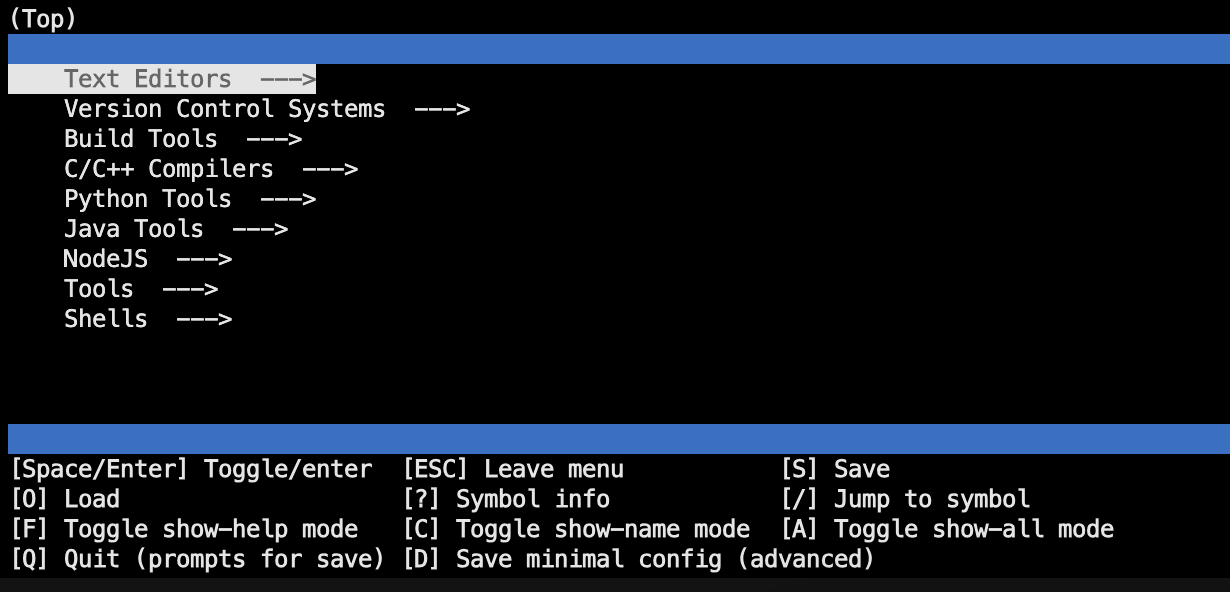 (Top)
Text Editors  --->
Version Control Systems  --->
Build Tools  --->
C/C++ Compilers  --->
Python Tools  --->
Java Tools  --->
NodeJS  --->
Tools  --->
Shells  --->
[Space/Enter] Toggle/enter  [ESC] Leave menu           [S] Save
[O] Load                    [?] Symbol info            [/] Jump to symbol
[F] Toggle show-help mode   [C] Toggle show-name mode  [A] Toggle show-all mode
[Q] Quit (prompts for save) [D] Save minimal config (advanced)